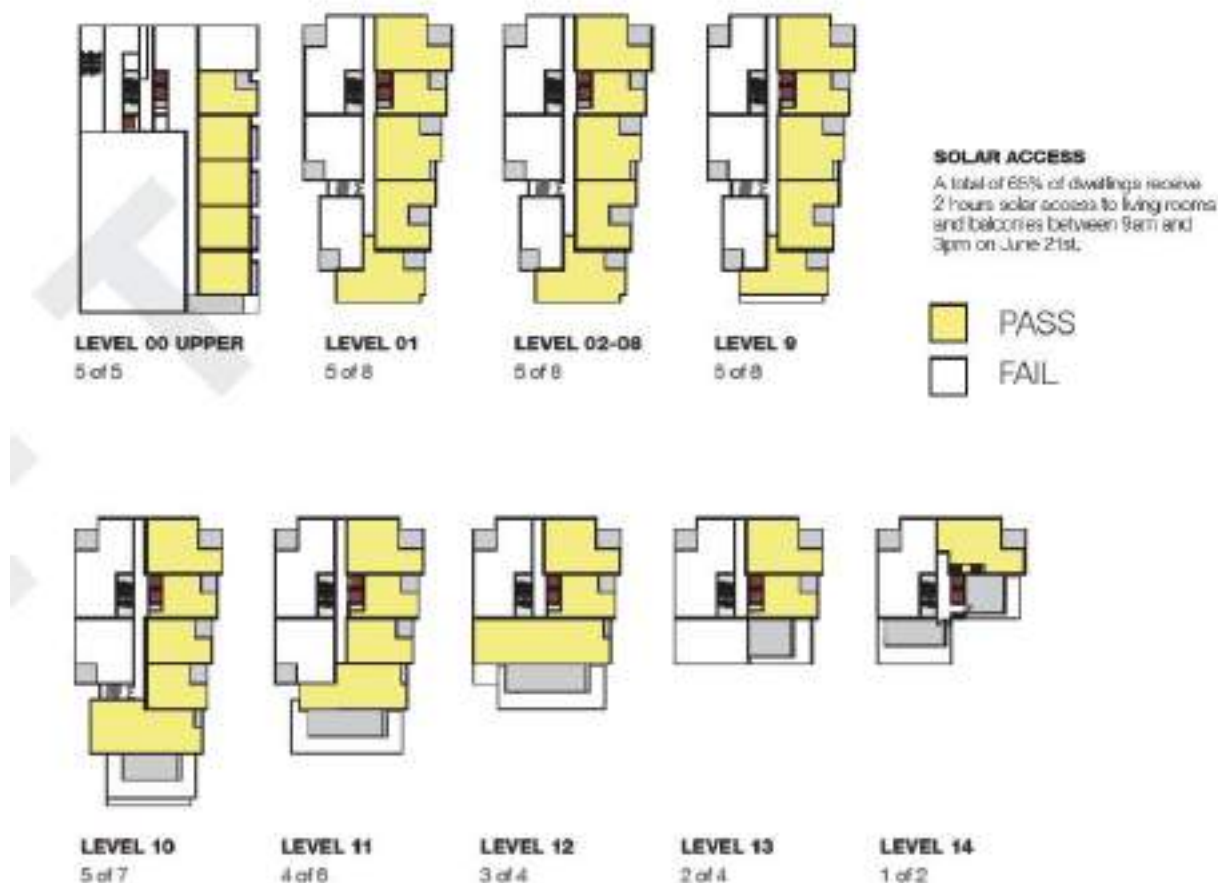 SOLAR ACCESS
A total of 65% of dwellings receive
2 hours solar access to living rooms
and balconies between 9am and
3pm on June 21st.
PASS
FAIL
LEVEL 00 UPPER
5 of 5
LEVEL 01
5 of 8
LEVEL 02-08
5 of 8
LEVEL 9
5 of 8
LEVEL 10
5 of 7
LEVEL 11
4 of 6
LEVEL 12
3 of 4
LEVEL 13
2 of 4
LEVEL 14
1 of 2